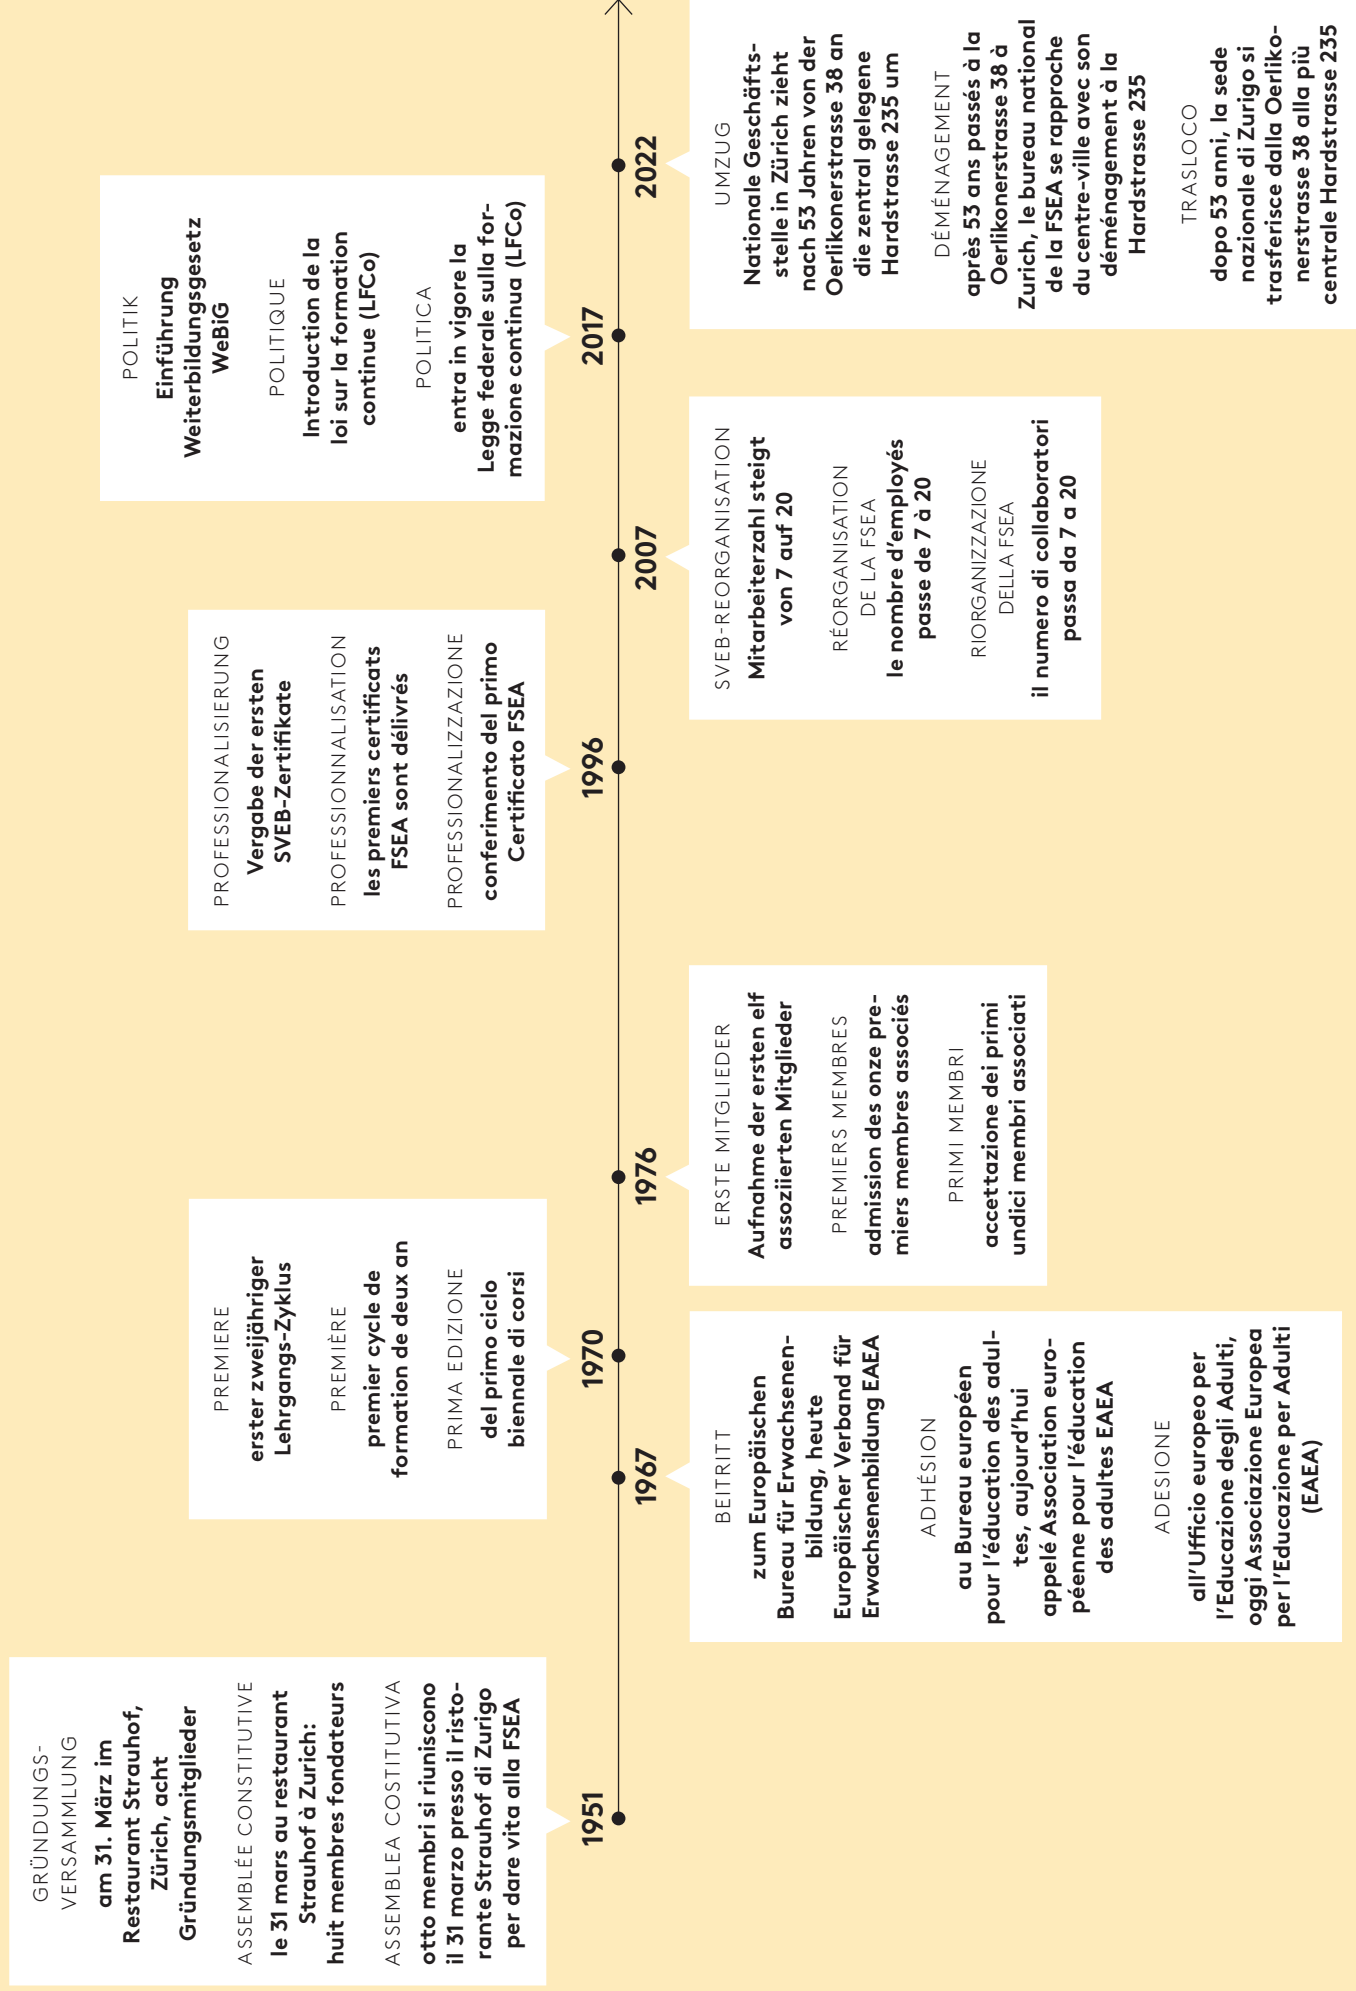 GRÜNDUNGS-
VERSAMMLUNG
am 31. März im
Restaurant Strauhof,
Zürich, acht
Gründungsmitglieder
ASSEMBLÉE CONSTITUTIVE
le 31 mars au restaurant
Strauhof à Zurich:
huit membres fondateurs
ASSEMBLEA COSTITUTIVA
otto membri si riuniscono
il 31 marzo presso il risto-
rante Strauhof di Zurigo
per dare vita alla FSEA
1951
1967
BEITRITT
zum Europäischen
Bureau für Erwachsenen-
bildung, heute
Europäischer Verband für
Erwachsenenbildung EAEA
ADHÉSION
au Bureau européen
pour l'éducation des adul-
tes, aujourd'hui
appelé Association euro-
péenne pour l'éducation
des adultes EAEA
ADESIONE
all'Ufficio europeo per
l'Educazione degli Adulti,
oggi Associazione Europea
per l'Educazione per Adulti
(EAEA)
PREMIERE
erster zweijähriger
Lehrgangs-Zyklus
PREMIÈRE
premier cycle de
formation de deux an
PRIMA EDIZIONE
del primo ciclo
biennale di corsi
1970
1976
ERSTE MITGLIEDER
Aufnahme der ersten elf
assoziierten Mitglieder
PREMIERS MEMBRES
admission des onze pre-
miers membres associés
PRIMI MEMBRI
accettazione dei primi
undici membri associati
PROFESSIONALISIERUNG
Vergabe der ersten
SVEB-Zertifikate
PROFESSIONNALISATION
les premiers certificats
FSEA sont délivrés
PROFESSIONALIZZAZIONE
conferimento del primo
Certificato FSEA
1996
2007
SVEB-REORGANISATION
Mitarbeiterzahl steigt
von 7 auf 20
RÉORGANISATION
DE LA FSEA
le nombre d'employés
passe de 7 à 20
RIORGANIZZAZIONE
DELLA FSEA
il numero di collaboratori
passa da 7 a 20
POLITIK
Einführung
Weiterbildungsgesetz
WeBiG
POLITIQUE
Introduction de la
loi sur la formation
continue (LFCo)
POLITICA
entra in vigore la
Legge federale sulla for-
mazione continua (LFCo)
2017
2022
UMZUG
Nationale Geschäfts-
stelle in Zürich zieht
nach 53 Jahren von der
Oerlikonerstrasse 38 an
die zentral gelegene
Hardstrasse 235 um
DÉMÉNAGEMENT
après 53 ans passés à la
Oerlikonerstrasse 38 à
Zurich, le bureau national
de la FSEA se rapproche
du centre-ville avec son
déménagement à la
Hardstrasse 235
TRASLOCO
dopo 53 anni, la sede
nazionale di Zurigo si
trasferisce dalla Oerliko-
nerstrasse 38 alla più
centrale Hardstrasse 235